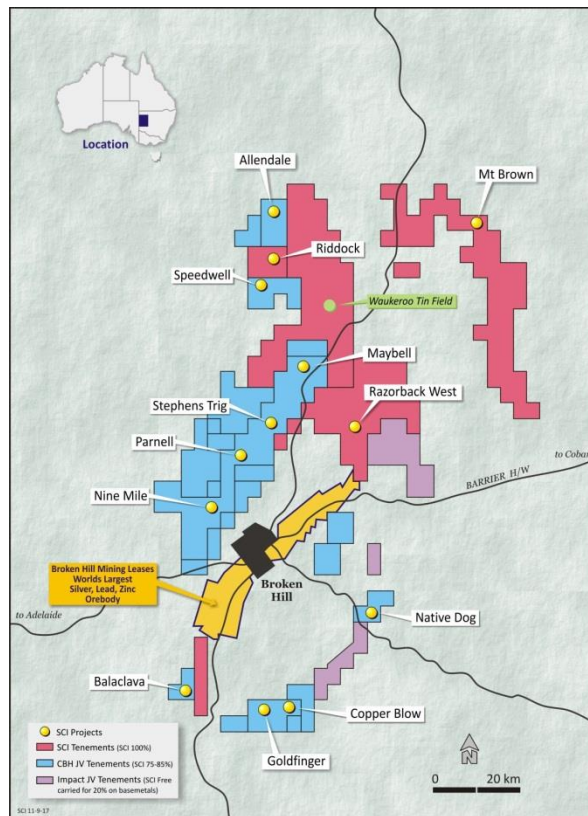 Location
Allendale
Mt Brown
Riddock
Speedwell
Waukeroo Tin Field
Maybell
Stephens Trig
Razorback West
Parnell
to Cobar
BARRIER H/W
Nine Mile
Broken Hill Mining Leases
Worlds Largest
Silver, Lead, Zinc
Orebody
Broken
Hill
to Adelaide
Native Dog
Balaclava
Copper Blow
Goldfinger
SCI Projects
SCI Tenements (SCI 100%)
CBH JV Tenements (SCI 75-85%)
Impact JV Tenements (SCI Free
carried for 20% on basemetals)
N
0 20 km
SCI 11-9-17